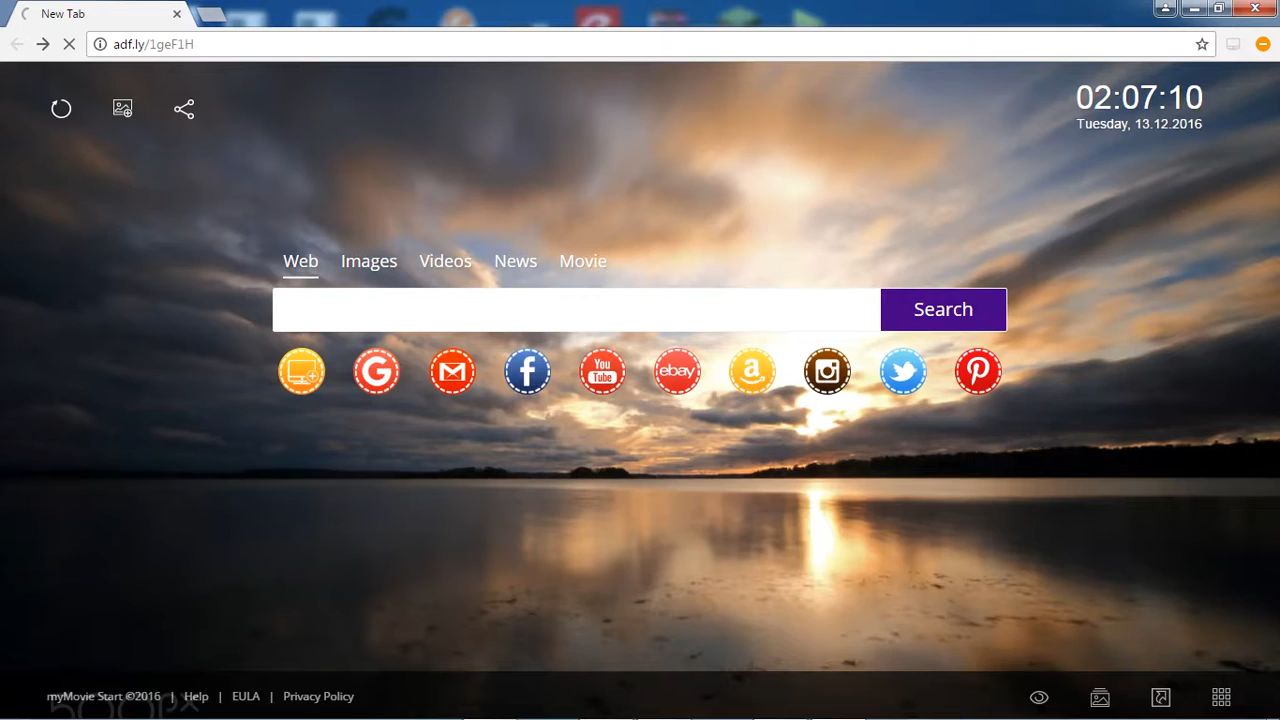 New Tab
adf.ly/1geF1H
02:07:10
Tuesday, 13.12.2016
Web Images Videos News Movie
Search
G f You Tube ebay a
myMovie Start ©2016 | Help | EULA | Privacy Policy
500px